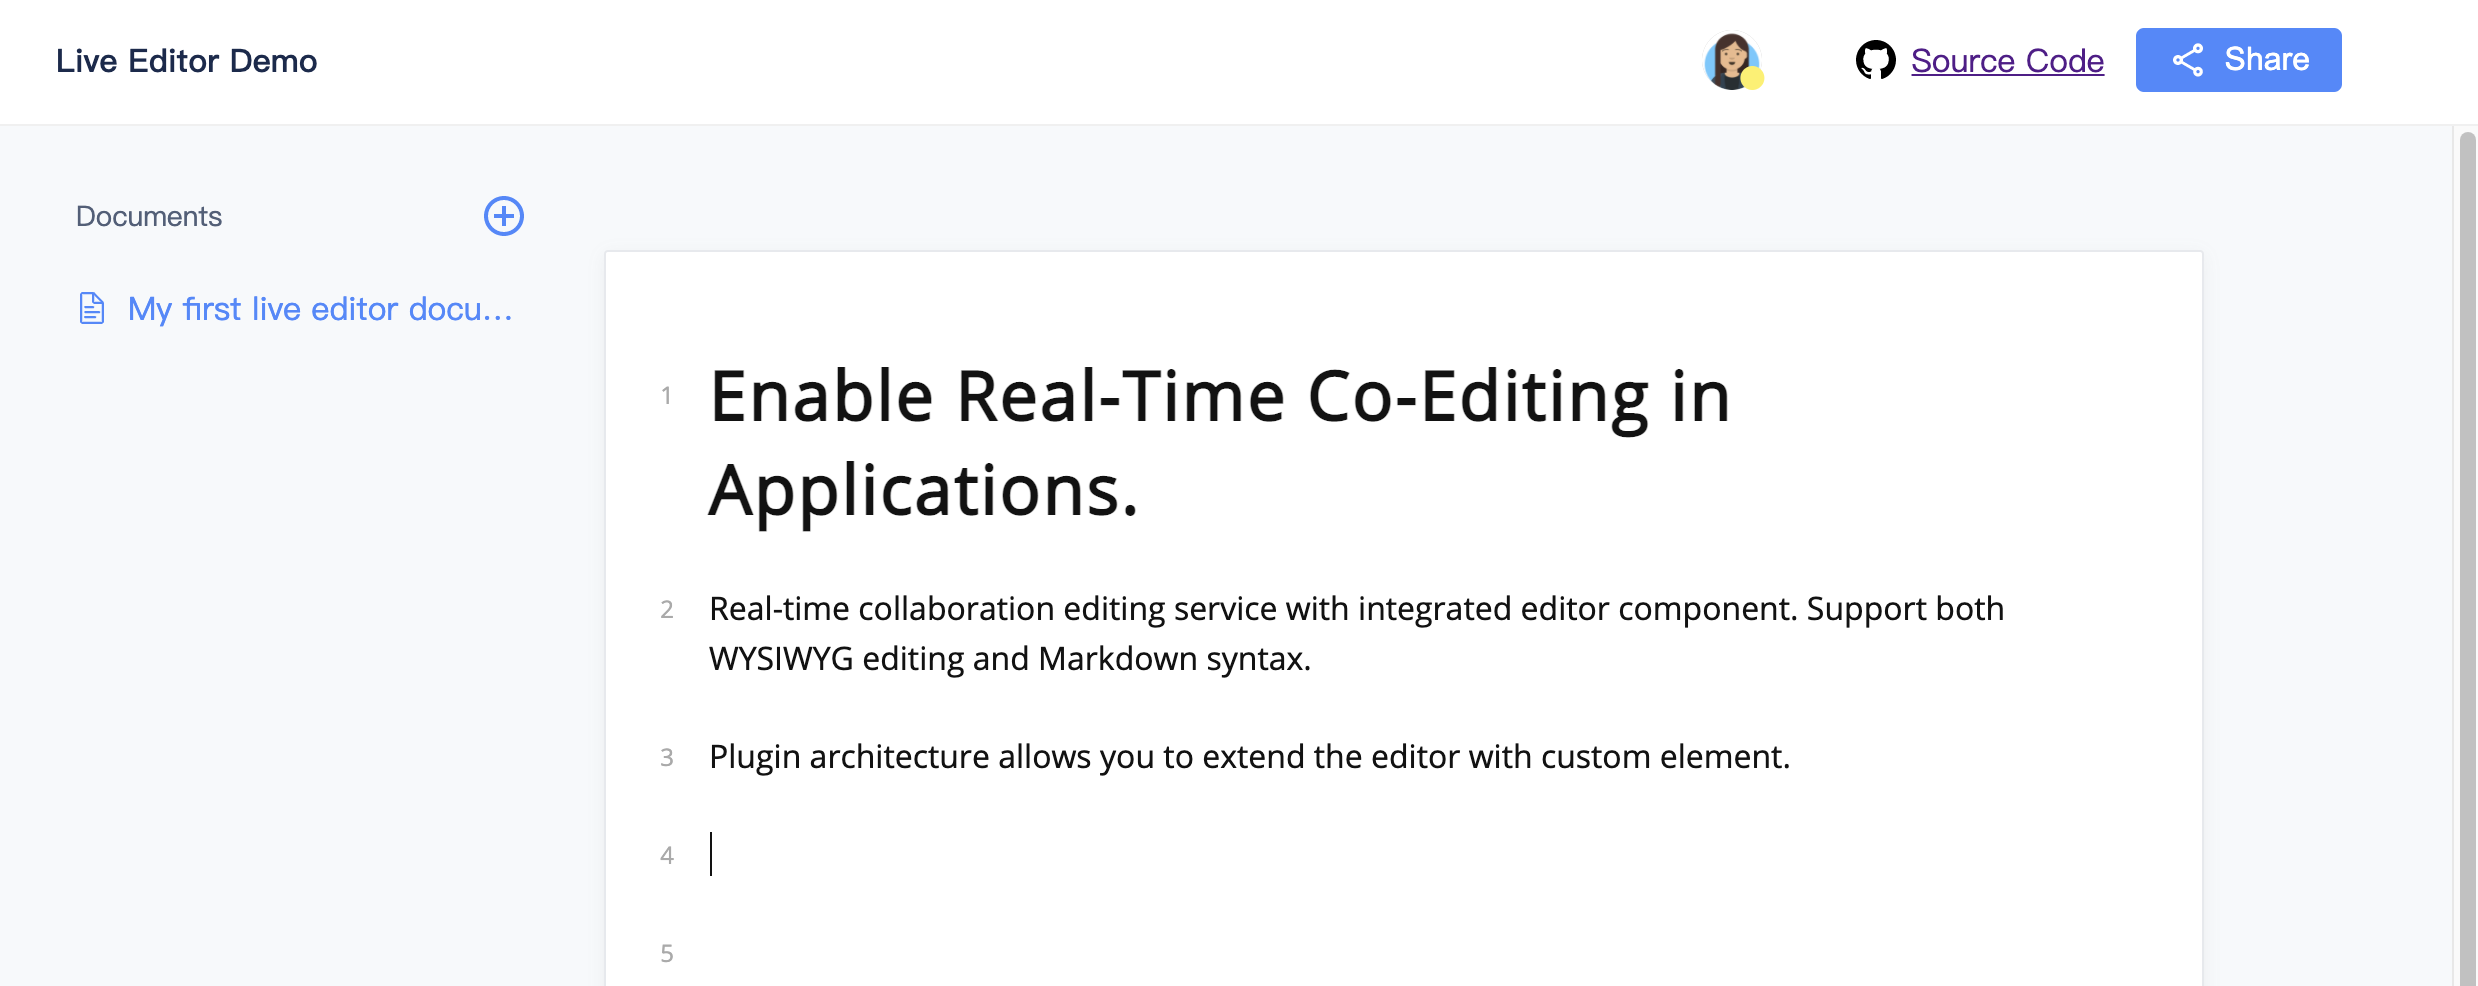 Live Editor Demo
Source Code
Share
Documents
My first live editor docu...
1
Enable Real-Time Co-Editing in
Applications.
2
Real-time collaboration editing service with integrated editor component. Support both
WYSIWYG editing and Markdown syntax.
3
Plugin architecture allows you to extend the editor with custom element.
4
5